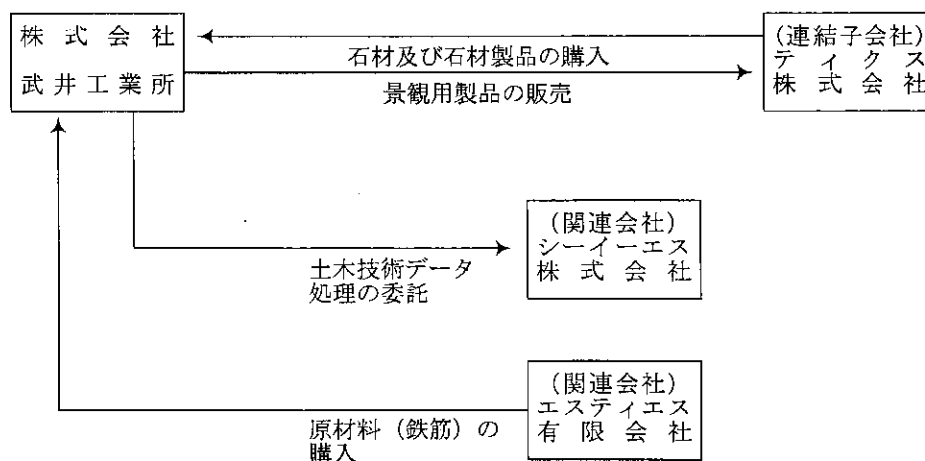 株式会社
武井工業所
石材及び石材製品の購入
景観用製品の販売
(連結子会社)
ティクス
株式会社
土木技術データ
処理の委託
(関連会社)
シーイーエス
株式会社
原材料(鉄筋)の
購入
(関連会社)
エスティエス
有限会社